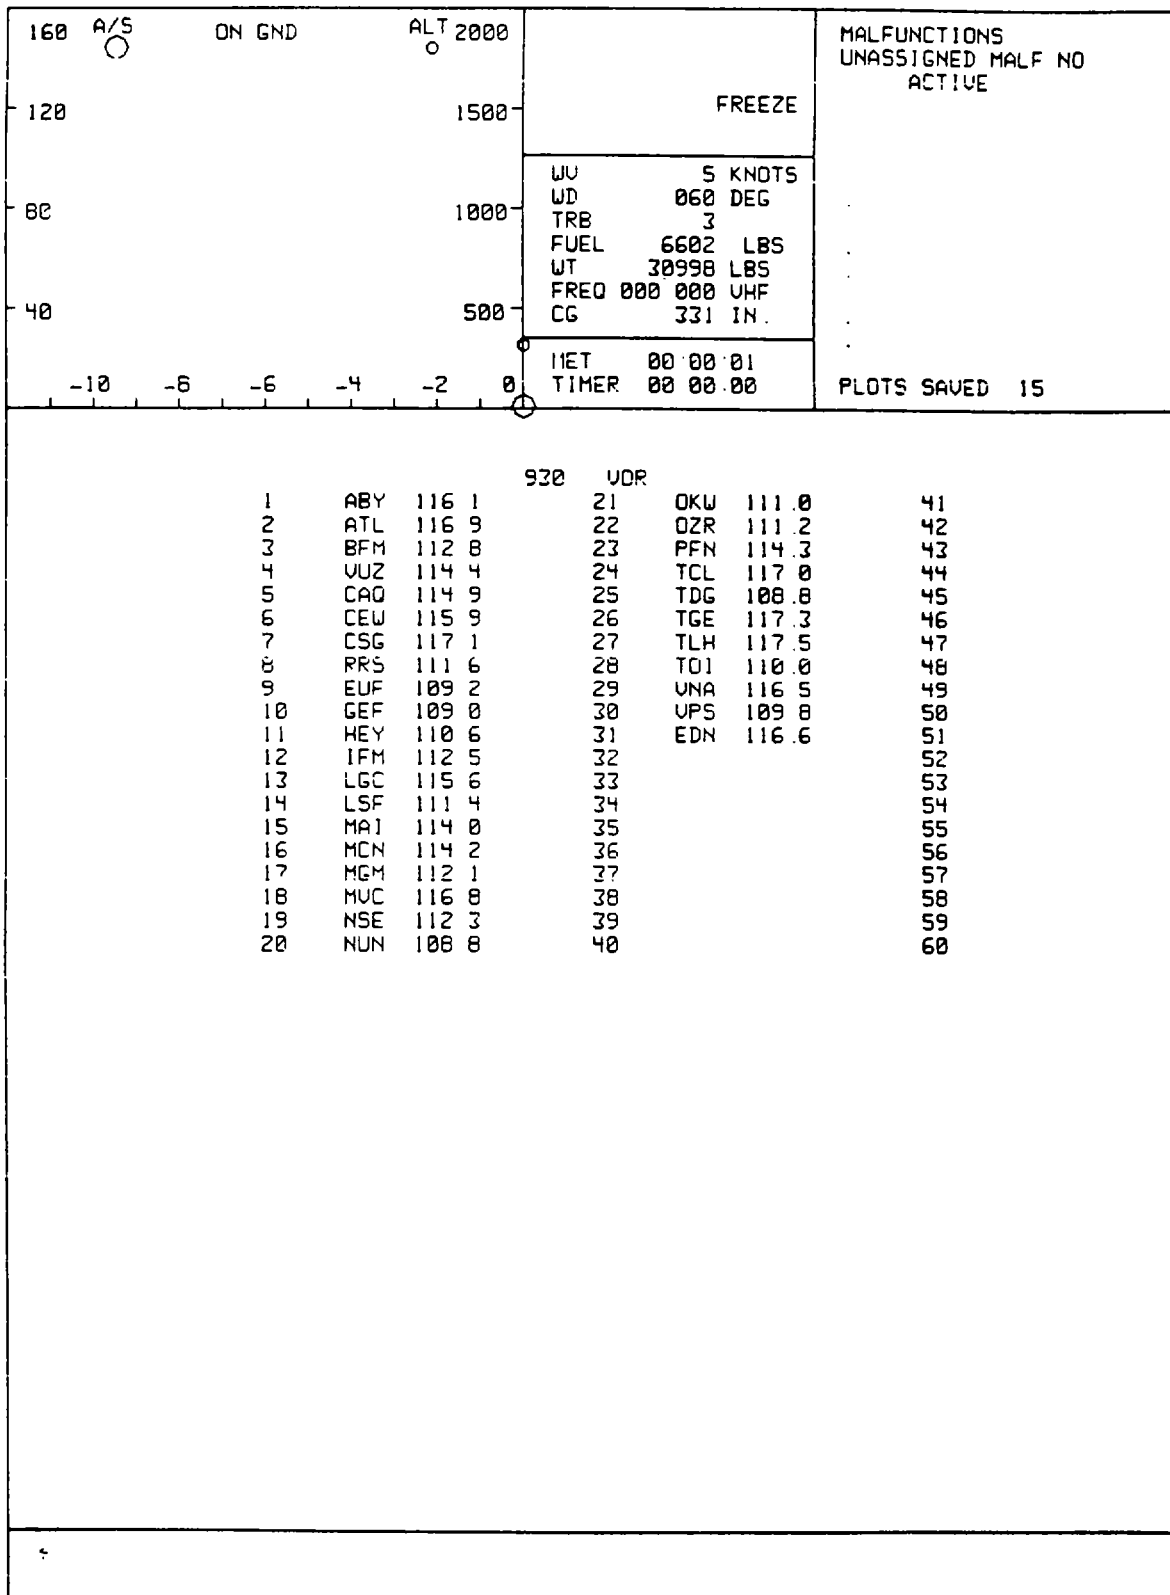 160 A/S ON GND ALT 2000
120 1500
80 1000
40 500
-10 -8 -6 -4 -2 0
FREEZE
WV 5 KNOTS
WD 060 DEG
TRB 3
FUEL 6602 LBS
WT 30998 LBS
FREQ 000 000 VHF
CG 331 IN.
MET 00:00:01
TIMER 00 00.00
MALFUNCTIONS
UNASSIGNED MALF NO
ACTIVE
PLOTS SAVED 15
930 VOR
1 ABY 116 1 21 OKW 111.0 41
2 ATL 116 9 22 OZR 111.2 42
3 BFM 112 8 23 PFN 114.3 43
4 VUZ 114 4 24 TCL 117 0 44
5 CAQ 114 9 25 TDG 108.8 45
6 CEW 115 9 26 TGE 117.3 46
7 CSG 117 1 27 TLH 117.5 47
8 RRS 111 6 28 TOI 110.0 48
9 EUF 109 2 29 VNA 116 5 49
10 GEF 109 0 30 VPS 109 8 50
11 HEY 110 6 31 EDN 116.6 51
12 IFM 112 5 32 52
13 LGC 115 6 33 53
14 LSF 111 4 34 54
15 MAI 114 0 35 55
16 MCN 114 2 36 56
17 MGM 112 1 37 57
18 MVC 116 8 38 58
19 NSE 112 3 39 59
20 NUN 108 8 40 60